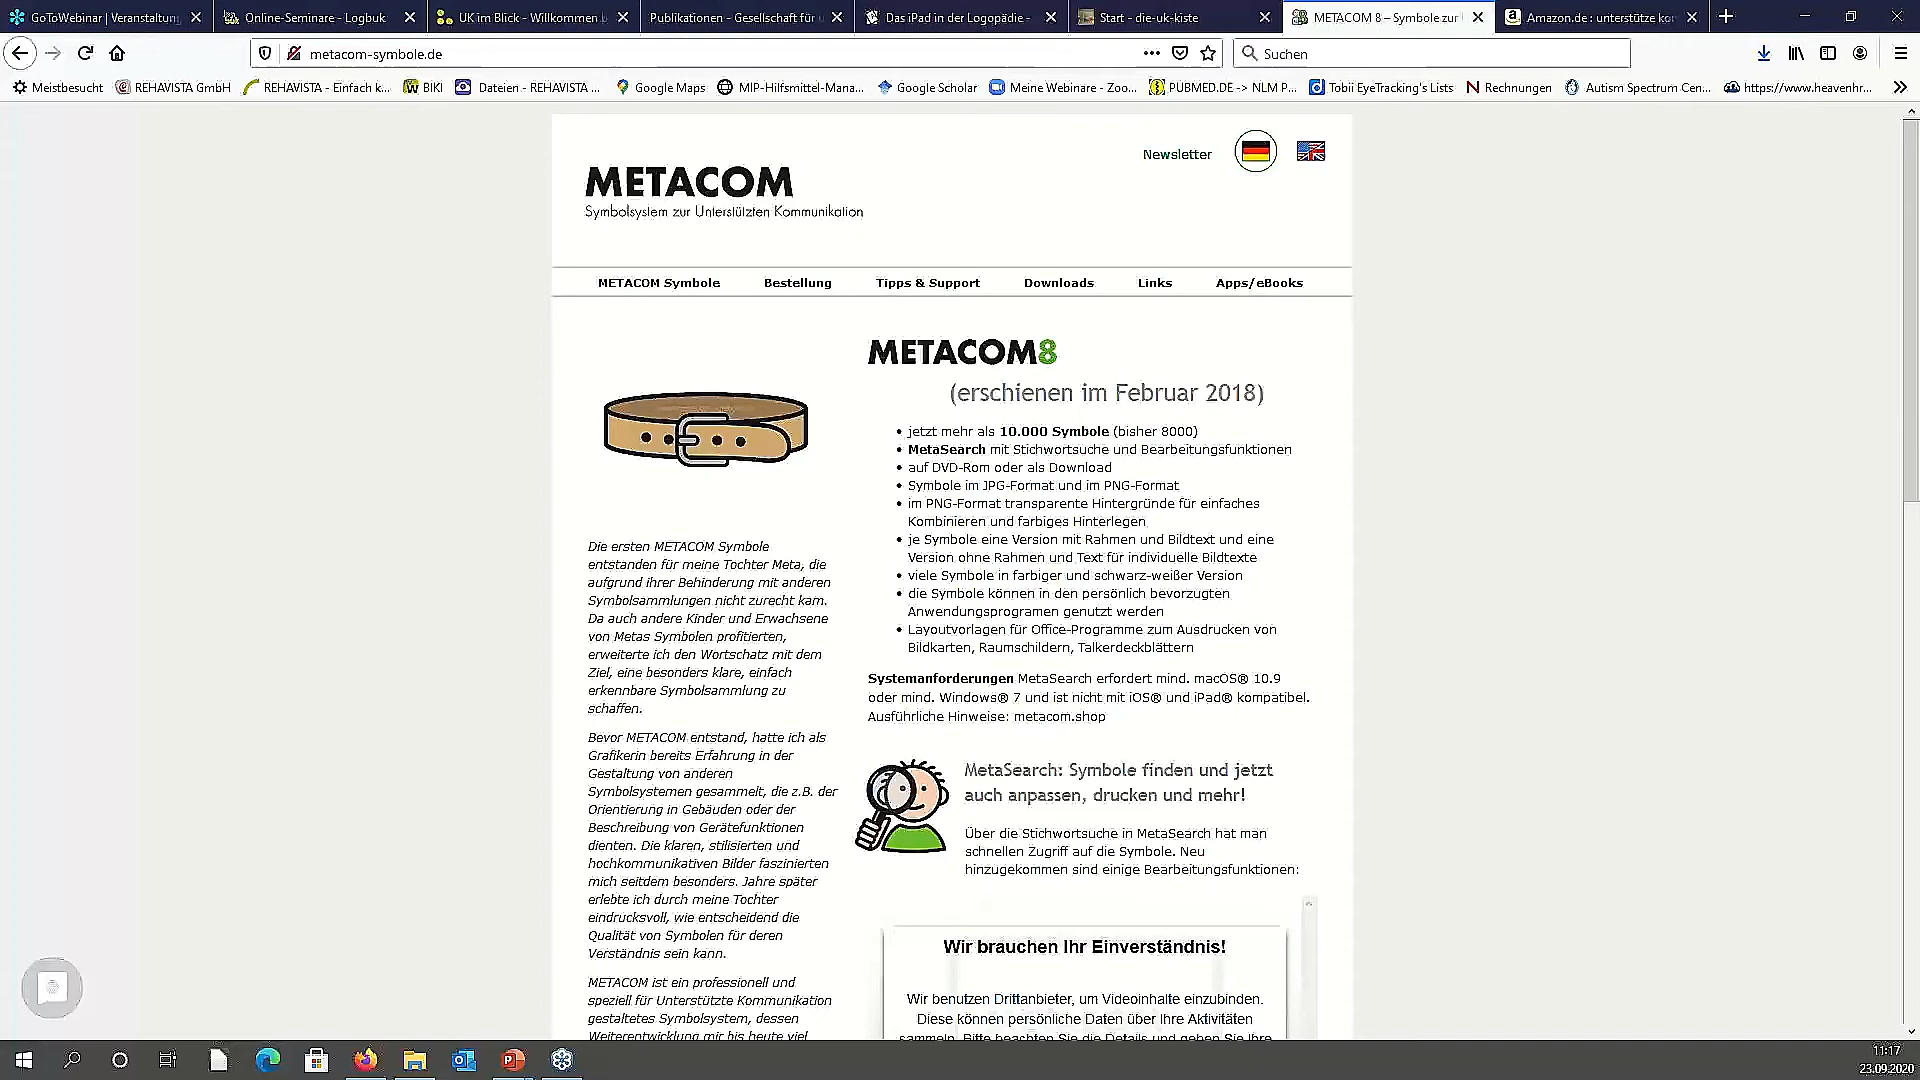 GoToWebinar | Veranstaltung
Online-Seminare - Logbuk
UK im Blick - Willkommen
Publikationen - Gesellschaft für
Das iPad in der Logopädie -
Start - die-uk-kiste
METACOM 8 – Symbole zur
Amazon.de : unterstütze ko
metacom-symbole.de
Suchen
Meistbesucht
REHAVISTA GmbH
REHAVISTA - Einfach k...
BIKI
Dateien - REHAVISTA ...
Google Maps
MIP-Hilfsmittel-Mana...
Google Scholar
Meine Webinare - Zoo...
PUBMED.DE -> NLM P...
Tobii EyeTracking's Lists
Rechnungen
Autism Spectrum Cen...
https://www.heavenhr...
Newsletter
METACOM
Symbolsystem zur Unterstützten Kommunikation
METACOM Symbole
Bestellung
Tipps & Support
Downloads
Links
Apps/eBooks
METACOM8
(erschienen im Februar 2018)
• jetzt mehr als 10.000 Symbole (bisher 8000)
• MetaSearch mit Stichwortsuche und Bearbeitungsfunktionen
• auf DVD-Rom oder als Download
• Symbole im JPG-Format und im PNG-Format
• im PNG-Format transparente Hintergründe für einfaches
Kombinieren und farbiges Hinterlegen
• je Symbole eine Version mit Rahmen und Bildtext und eine
Version ohne Rahmen und Text für individuelle Bildtexte
• viele Symbole in farbiger und schwarz-weißer Version
• die Symbole können in den persönlich bevorzugten
Anwendungsprogramen genutzt werden
• Layoutvorlagen für Office-Programme zum Ausdrucken von
Bildkarten, Raumschildern, Talkerdeckblättern
Systemanforderungen MetaSearch erfordert mind. macOS® 10.9
oder mind. Windows® 7 und ist nicht mit iOS® und iPad® kompatibel.
Ausführliche Hinweise: metacom.shop
MetaSearch: Symbole finden und jetzt
auch anpassen, drucken und mehr!
Über die Stichwortsuche in MetaSearch hat man
schnellen Zugriff auf die Symbole. Neu
hinzugekommen sind einige Bearbeitungsfunktionen:
Wir brauchen Ihr Einverständnis!
Wir benutzen Drittanbieter, um Videoinhalte einzubinden.
Diese können persönliche Daten über Ihre Aktivitäten
sammeln. Bitte beachten Sie die Details und geben Sie Ihre
Die ersten METACOM Symbole
entstanden für meine Tochter Meta, die
aufgrund ihrer Behinderung mit anderen
Symbolsammlungen nicht zurecht kam.
Da auch andere Kinder und Erwachsene
von Metas Symbolen profitierten,
erweiterte ich den Wortschatz mit dem
Ziel, eine besonders klare, einfach
erkennbare Symbolsammlung zu
schaffen.
Bevor METACOM entstand, hatte ich als
Grafikerin bereits Erfahrung in der
Gestaltung von anderen
Symbolsystemen gesammelt, die z.B. der
Orientierung in Gebäuden oder der
Beschreibung von Gerätefunktionen
dienten. Die klaren, stilisierten und
hochkommunikativen Bilder faszinierten
mich seitdem besonders. Jahre später
erlebte ich durch meine Tochter
eindrucksvoll, wie entscheidend die
Qualität von Symbolen für deren
Verständnis sein kann.
METACOM ist ein professionell und
speziell für Unterstützte Kommunikation
gestaltetes Symbolsystem, dessen
Weiterentwicklung mir bis heute viel
11:17
23.09.2020